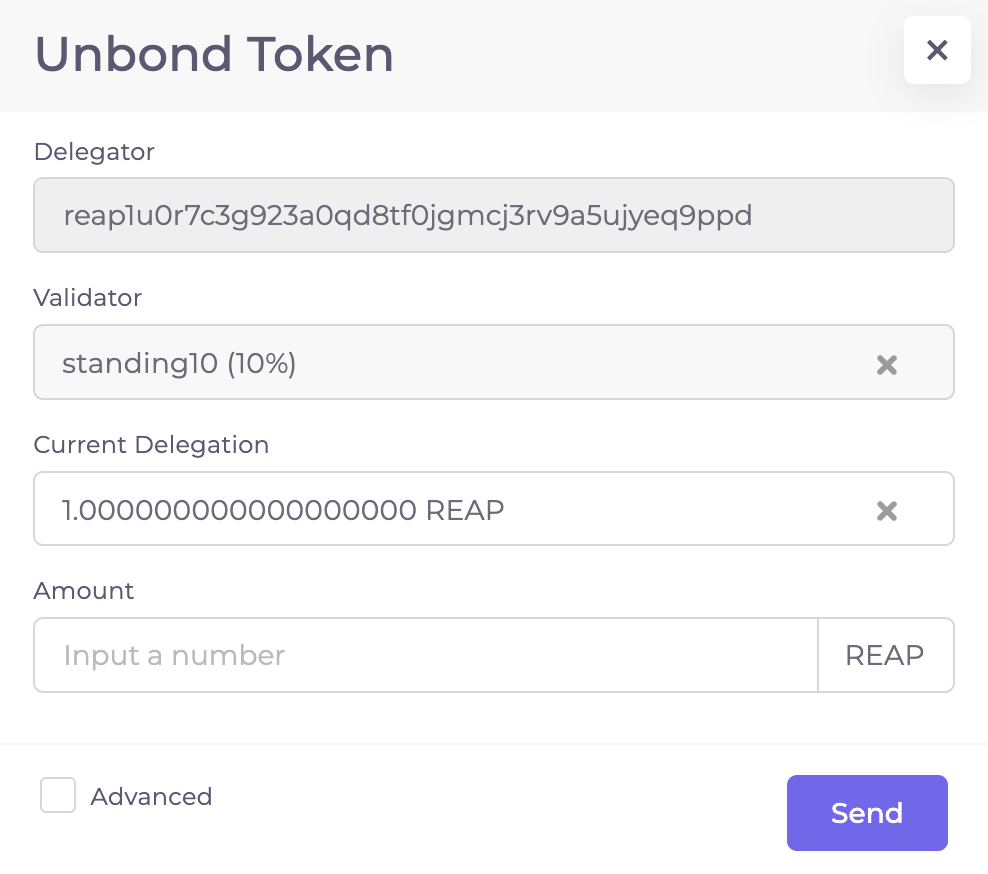 Unbond Token
Delegator
reap1u0r7c3g923a0qd8tf0jgmcj3rv9a5ujyeq9ppd
Validator
standing10 (10%)
Current Delegation
1.000000000000000000 REAP
Amount
Input a number
REAP
Advanced
Send